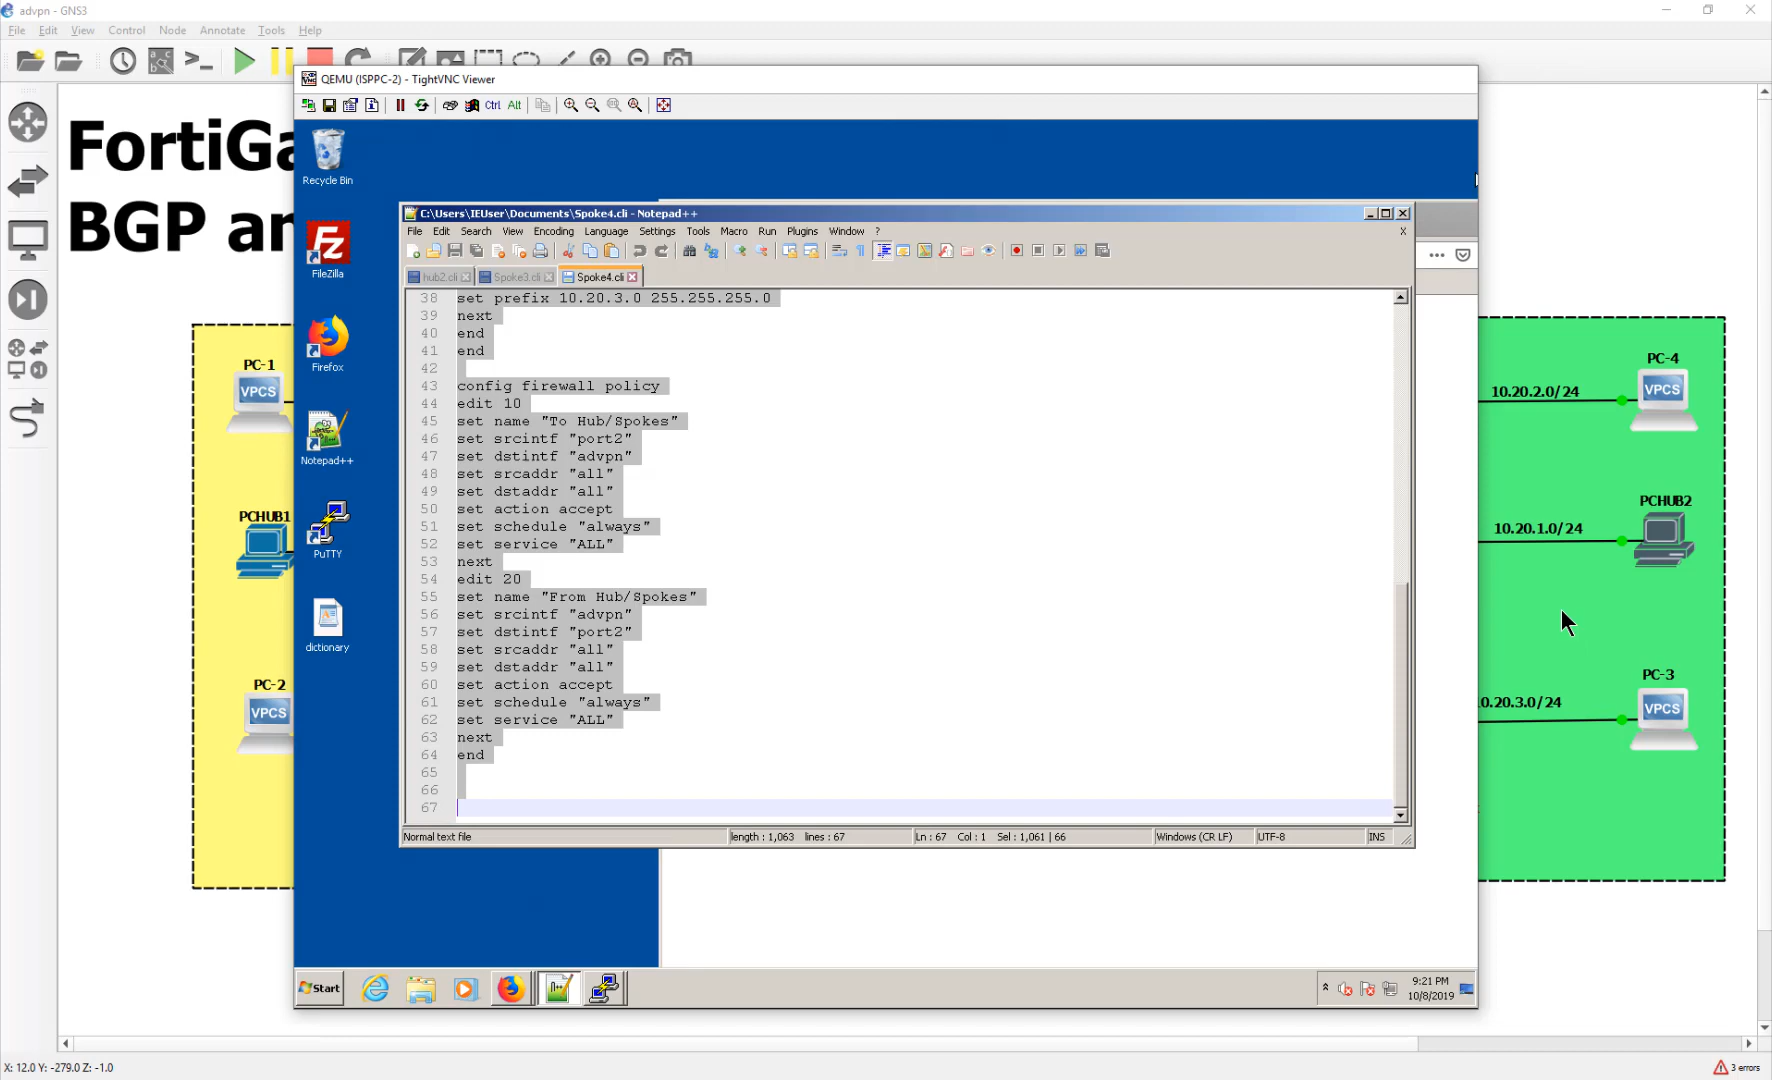 advpn - GNS3
File Edit View Control Node Annotate Tools Help
QEMU (ISPPC-2) - TightVNC Viewer
Ctrl Alt
FortiGa
BGP an
Recycle Bin
FileZilla
Firefox
Notepad++
PuTTY
dictionary
C:\Users\IEUser\Documents\Spoke4.cli - Notepad++
File Edit Search View Encoding Language Settings Tools Macro Run Plugins Window ? X
hub2.cli Spoke3.cli Spoke4.cli
38 set prefix 10.20.3.0 255.255.255.0
39 next
40 end
41 end
42
43 config firewall policy
44 edit 10
45 set name "To Hub/Spokes"
46 set srcintf "port2"
47 set dstintf "advpn"
48 set srcaddr "all"
49 set dstaddr "all"
50 set action accept
51 set schedule "always"
52 set service "ALL"
53 next
54 edit 20
55 set name "From Hub/Spokes"
56 set srcintf "advpn"
57 set dstintf "port2"
58 set srcaddr "all"
59 set dstaddr "all"
60 set action accept
61 set schedule "always"
62 set service "ALL"
63 next
64 end
65
66
67
Normal text file length : 1,063 lines : 67 Ln : 67 Col : 1 Sel : 1,061 | 66 Windows (CR LF) UTF-8 INS
PC-1
VPCS
PCHUB1
PC-2
VPCS
PC-4
10.20.2.0/24
VPCS
PCHUB2
10.20.1.0/24
PC-3
0.20.3.0/24
VPCS
Start
9:21 PM
10/8/2019
X: 12.0 Y: -279.0 Z: -1.0
3 errors